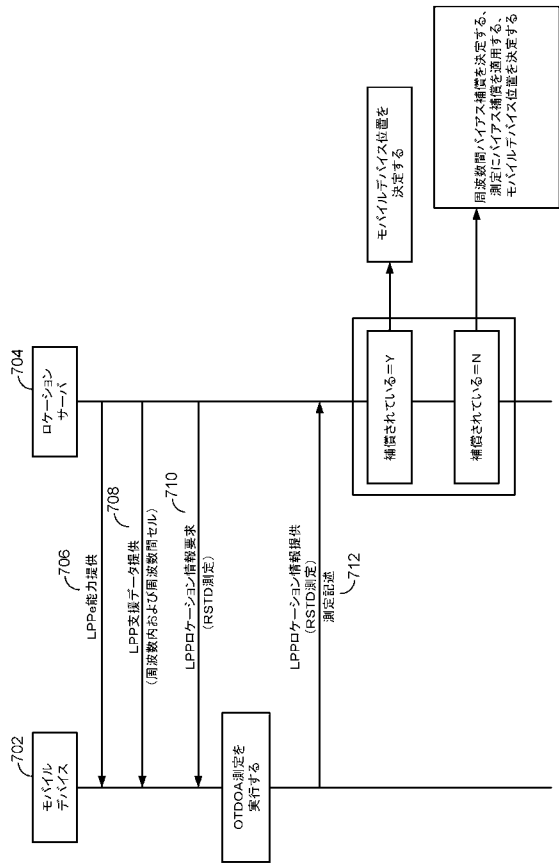 702
モバイル
デバイス
704
ロケーション
サーバ
706
LPPe能力提供
708
LPP支援データ提供
(周波数内および周波数間セル)
710
LPPロケーション情報要求
(RSTD測定)
OTDOA測定を
実行する
LPPロケーション情報提供
(RSTD測定)
測定記述
712
補償されている=Y
モバイルデバイス位置を
決定する
補償されている=N
周波数間バイアス補償を決定する、
測定にバイアス補償を適用する、
モバイルデバイス位置を決定する